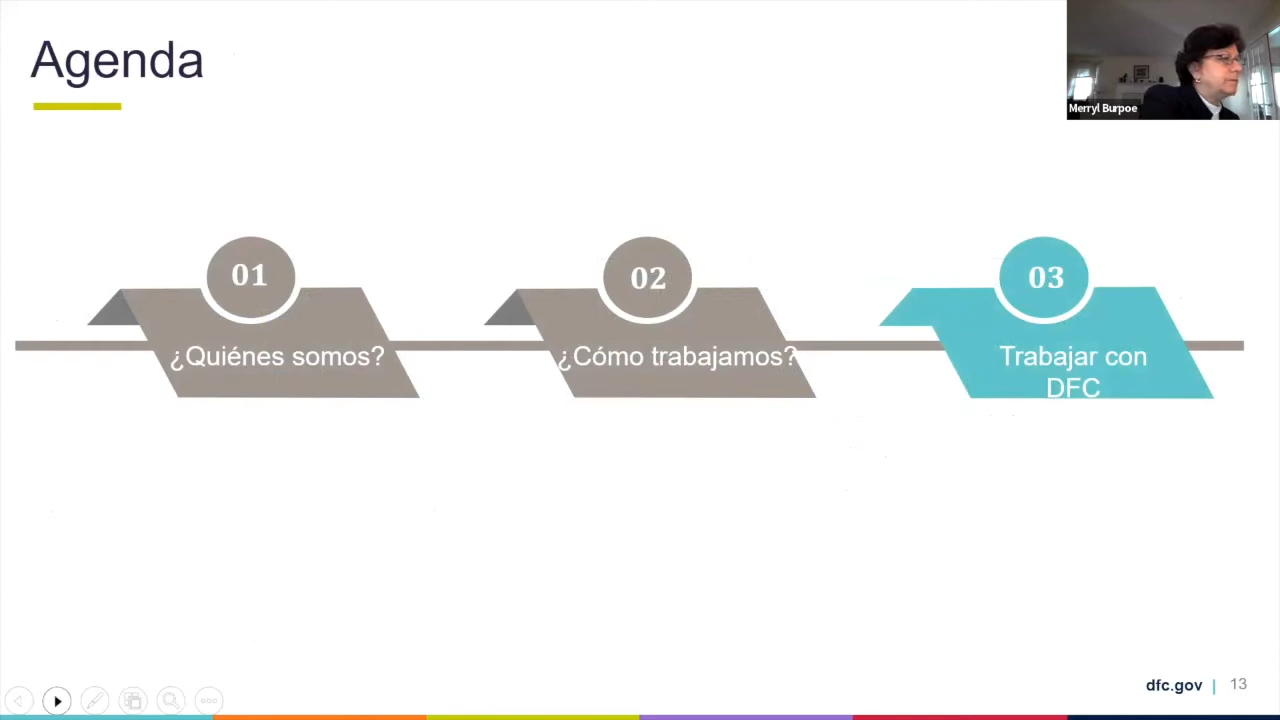 Agenda
Merryl Burpoe
01
02
03
¿Quiénes somos?
¿Cómo trabajamos?
Trabajar con
DFC
dfc.gov | 13